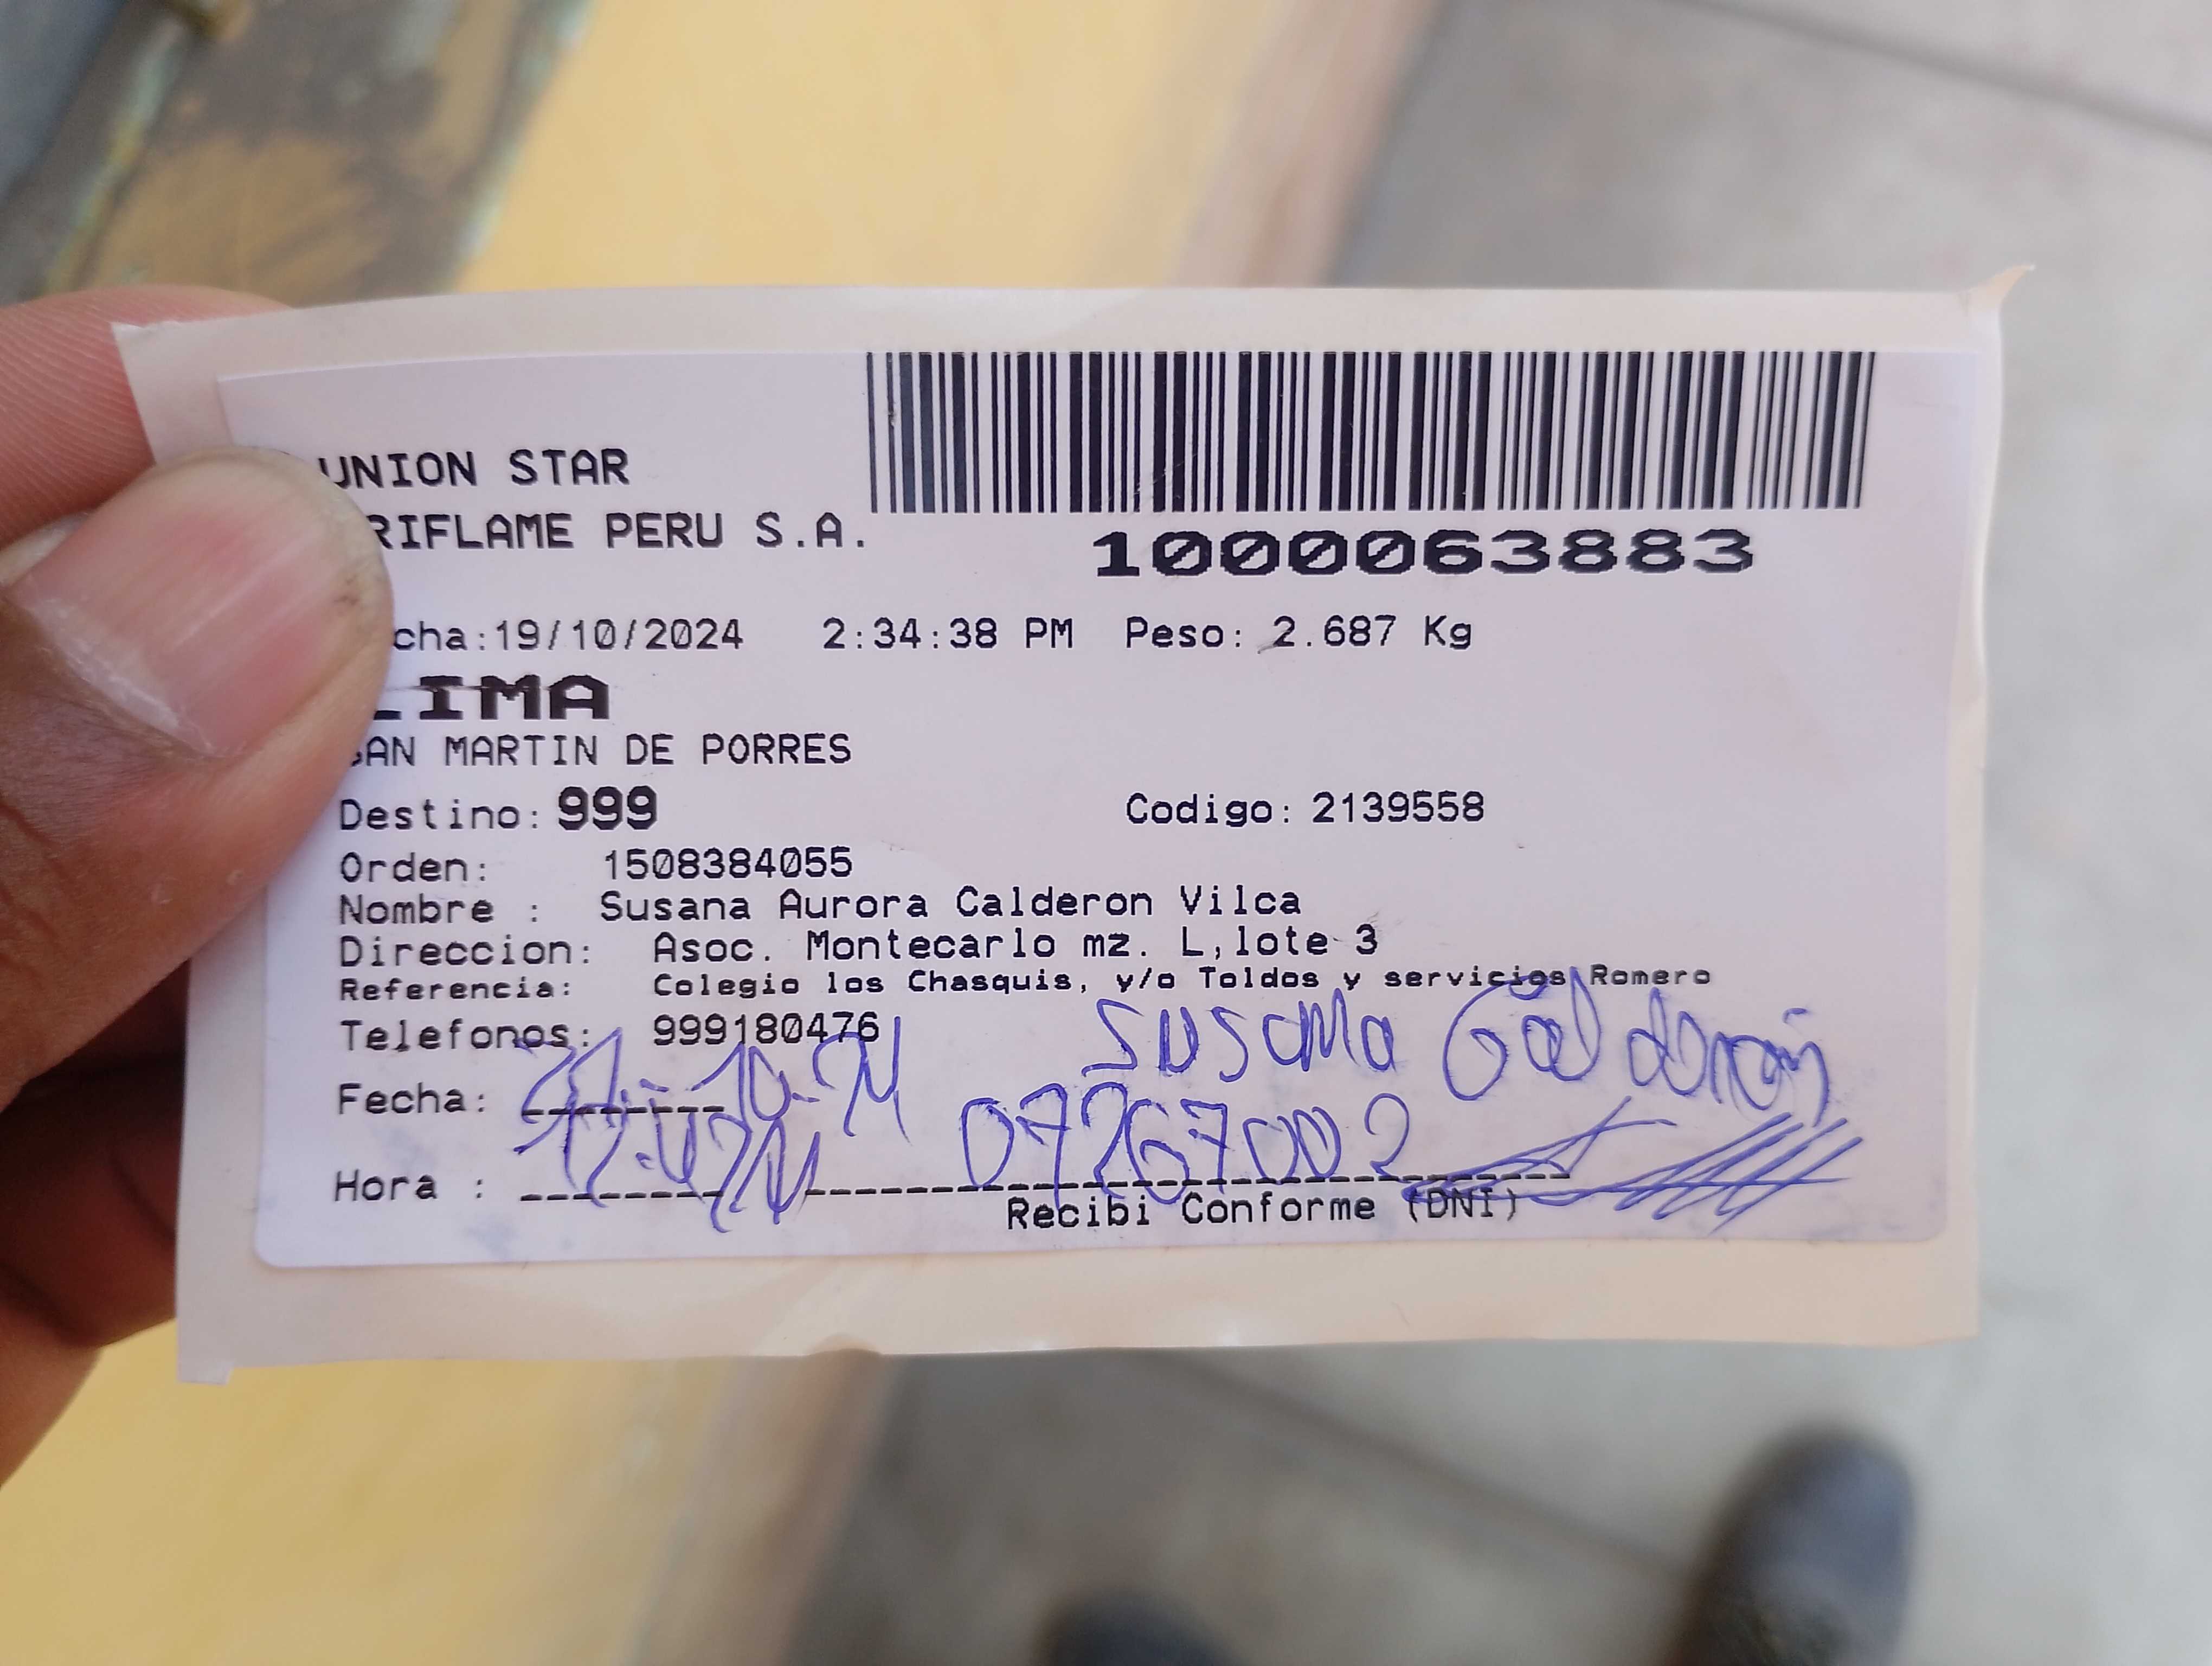 UNION STAR
RIFLAME PERU S.A.
1000063883
cha:19/10/2024 2:34:38 PM Peso: 2.687 Kg
LIMA
SAN MARTIN DE PORRES
Destino: 999 Codigo: 2139558
Orden: 1508384055
Nombre : Susana Aurora Calderon Vilca
Direccion: Asoc. Montecarlo mz. L,lote 3
Referencia: Colegio los Chasquis, y/o Toldos y servicios Romero
Telefonos: 999180476
Susana Calderon
Fecha:
07267002
Hora :
Recibi Conforme (DNI)